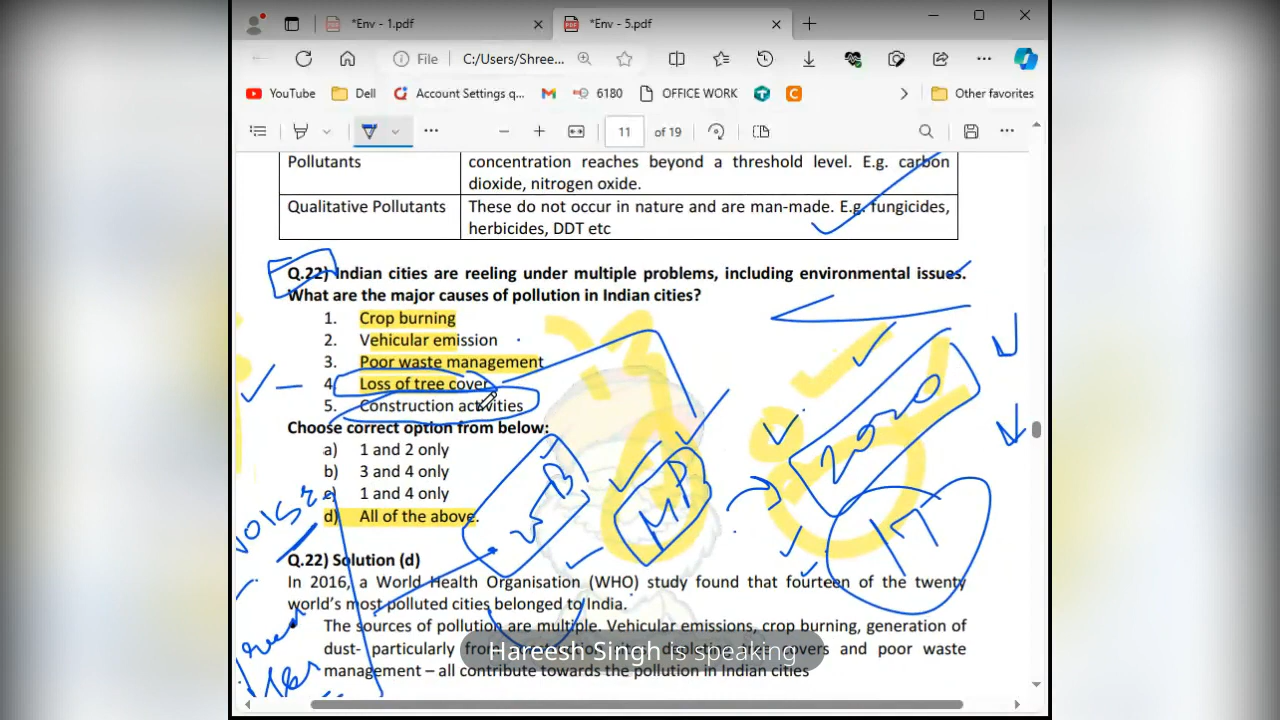 *Env - 1.pdf
*Env - 5.pdf
File
C:/Users/Shree...
YouTube
Dell
Account Settings q...
6180
OFFICE WORK
Other favorites
11 of 19
Pollutants
concentration reaches beyond a threshold level. E.g. carbon
dioxide, nitrogen oxide.
Qualitative Pollutants
These do not occur in nature and are man-made. E.g. fungicides,
herbicides, DDT etc
Q.22) Indian cities are reeling under multiple problems, including environmental issues.
What are the major causes of pollution in Indian cities?
1. Crop burning
2. Vehicular emission
3. Poor waste management
4. Loss of tree cover
5. Construction activities
Choose correct option from below:
a) 1 and 2 only
b) 3 and 4 only
c) 1 and 4 only
d) All of the above.
2020
WB
MP
17
Q.22) Solution (d)
In 2016, a World Health Organisation (WHO) study found that fourteen of the twenty
world's most polluted cities belonged to India.
The sources of pollution are multiple. Vehicular emissions, crop burning, generation of
dust- particularly from covers and poor waste
Hareesh Singh is speaking
management – all contribute towards the pollution in Indian cities